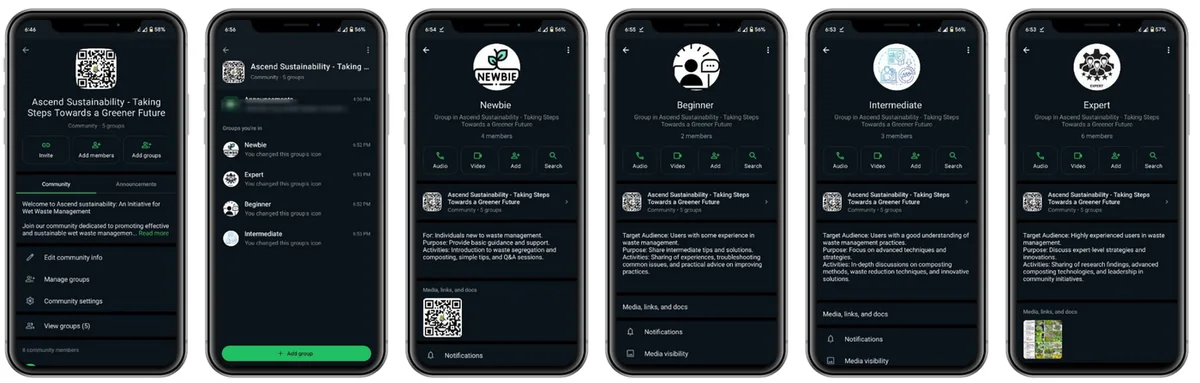 6:46
58%
Ascend Sustainability - Taking
Steps Towards a Greener Future
Community · 5 groups
Invite
Add members
Add groups
Community
Announcements
Welcome to Ascend sustainability: An Initiative for
Wet Waste Management
Join our community dedicated to promoting effective
and sustainable wet waste managemen... Read more
Edit community info
Manage groups
Community settings
View groups (5)
8 community members
6:56
56%
Ascend Sustainability - Taking ...
Community · 5 groups
Announcements
4:36 PM
Groups you're in
Newbie
6:52 PM
You changed this group's icon
Expert
6:53 PM
You changed this group's icon
Beginner
6:52 PM
You changed this group's icon
Intermediate
6:53 PM
You changed this group's icon
+ Add group
6:54
56%
NEWBIE
Newbie
Group in Ascend Sustainability - Taking Steps
Towards a Greener Future
4 members
Audio
Video
Add
Search
Ascend Sustainability - Taking Steps
Towards a Greener Future
Community · 5 groups
For: Individuals new to waste management.
Purpose: Provide basic guidance and support.
Activities: Introduction to waste segregation and
composting, simple tips, and Q&A sessions.
Media, links, and docs
Notifications
6:55
56%
Beginner
Group in Ascend Sustainability - Taking Steps
Towards a Greener Future
2 members
Audio
Video
Add
Search
Ascend Sustainability - Taking Steps
Towards a Greener Future
Community · 5 groups
Target Audience: Users with some experience in
waste management.
Purpose: Share intermediate tips and solutions.
Activities: Sharing of experiences, troubleshooting
common issues, and practical advice on improving
practices.
Media, links, and docs
Notifications
Media visibility
6:53
56%
Intermediate
Group in Ascend Sustainability - Taking Steps
Towards a Greener Future
3 members
Audio
Video
Add
Search
Ascend Sustainability - Taking Steps
Towards a Greener Future
Community · 5 groups
Target Audience: Users with a good understanding of
waste management practices.
Purpose: Focus on advanced techniques and
strategies.
Activities: In-depth discussions on composting
methods, waste reduction techniques, and innovative
solutions.
Media, links, and docs
Notifications
Media visibility
6:53
57%
EXPERT
Expert
Group in Ascend Sustainability - Taking Steps
Towards a Greener Future
6 members
Audio
Video
Add
Search
Ascend Sustainability - Taking Steps
Towards a Greener Future
Community · 5 groups
Target Audience: Highly experienced users in waste
management.
Purpose: Discuss expert-level strategies and
innovations.
Activities: Sharing of research findings, advanced
composting technologies, and leadership in
community initiatives.
Media, links, and docs